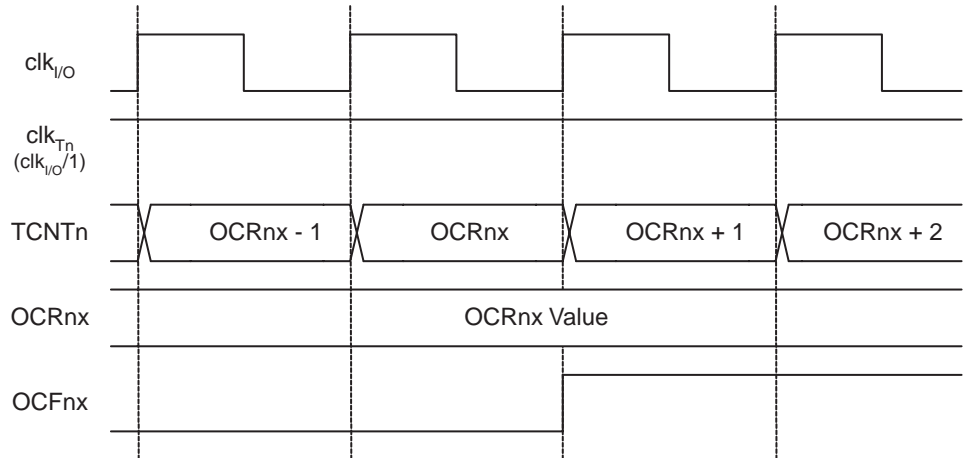 clkI/O
clkTn
(clkI/O/1)
TCNTn
OCRnx - 1
OCRnx
OCRnx + 1
OCRnx + 2
OCRnx
OCRnx Value
OCFnx